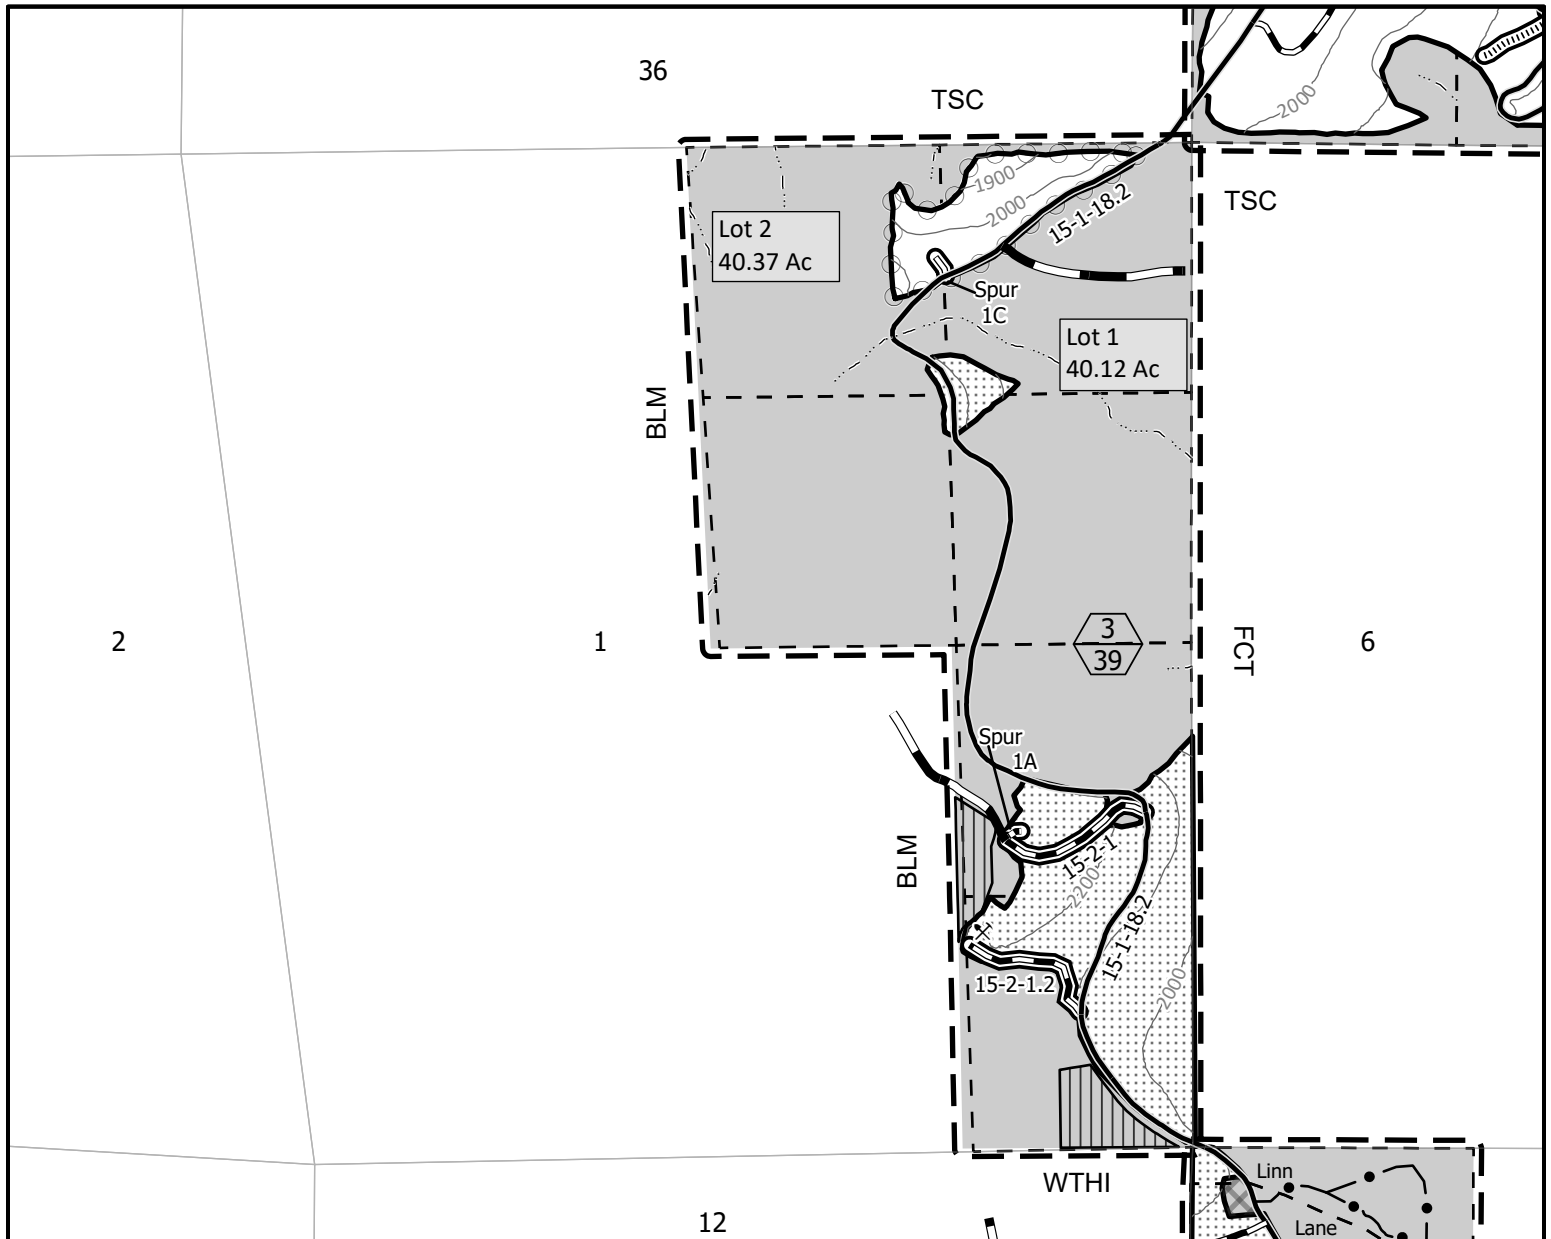 36
TSC
2000
TSC
1900
2000
15-1-18.2
Lot 2
40.37 Ac
Spur
1C
Lot 1
40.12 Ac
BLM
2
1
3
39
FCT
6
Spur
1A
BLM
15-2-1
2200
15-1-18.2
15-2-1.2
2000
WTHI
Linn
12
Lane